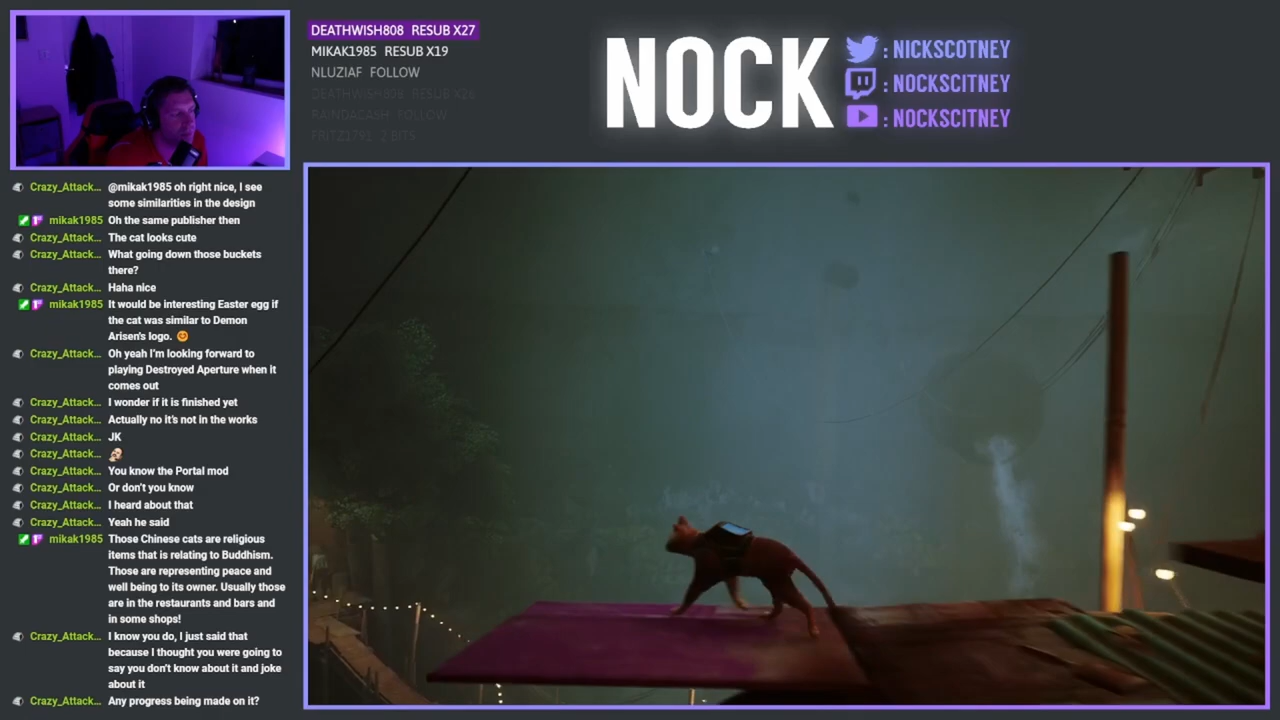 DEATHWISH808 RESUB X27
MIKAK1985 RESUB X19
NLUZIAF FOLLOW
DEATHWISH808 RESUB X26
RAINDACASH FOLLOW
FRITZ1791 2 BITS
NOCK
: NICKSCOTNEY
: NOCKSCITNEY
: NOCKSCITNEY
Crazy_Attack... @mikak1985 oh right nice, I see
some similarities in the design
mikak1985 Oh the same publisher then
Crazy_Attack... The cat looks cute
Crazy_Attack... What going down those buckets
there?
Crazy_Attack... Haha nice
mikak1985 It would be interesting Easter egg if
the cat was similar to Demon
Arisen's logo.
Crazy_Attack... Oh yeah I'm looking forward to
playing Destroyed Aperture when it
comes out
Crazy_Attack... I wonder if it is finished yet
Crazy_Attack... Actually no it's not in the works
Crazy_Attack... JK
Crazy_Attack...
Crazy_Attack... You know the Portal mod
Crazy_Attack... Or don't you know
Crazy_Attack... I heard about that
Crazy_Attack... Yeah he said
mikak1985 Those Chinese cats are religious
items that is relating to Buddhism.
Those are representing peace and
well being to its owner. Usually those
are in the restaurants and bars and
in some shops!
Crazy_Attack... I know you do, I just said that
because I thought you were going to
say you don't know about it and joke
about it
Crazy_Attack... Any progress being made on it?